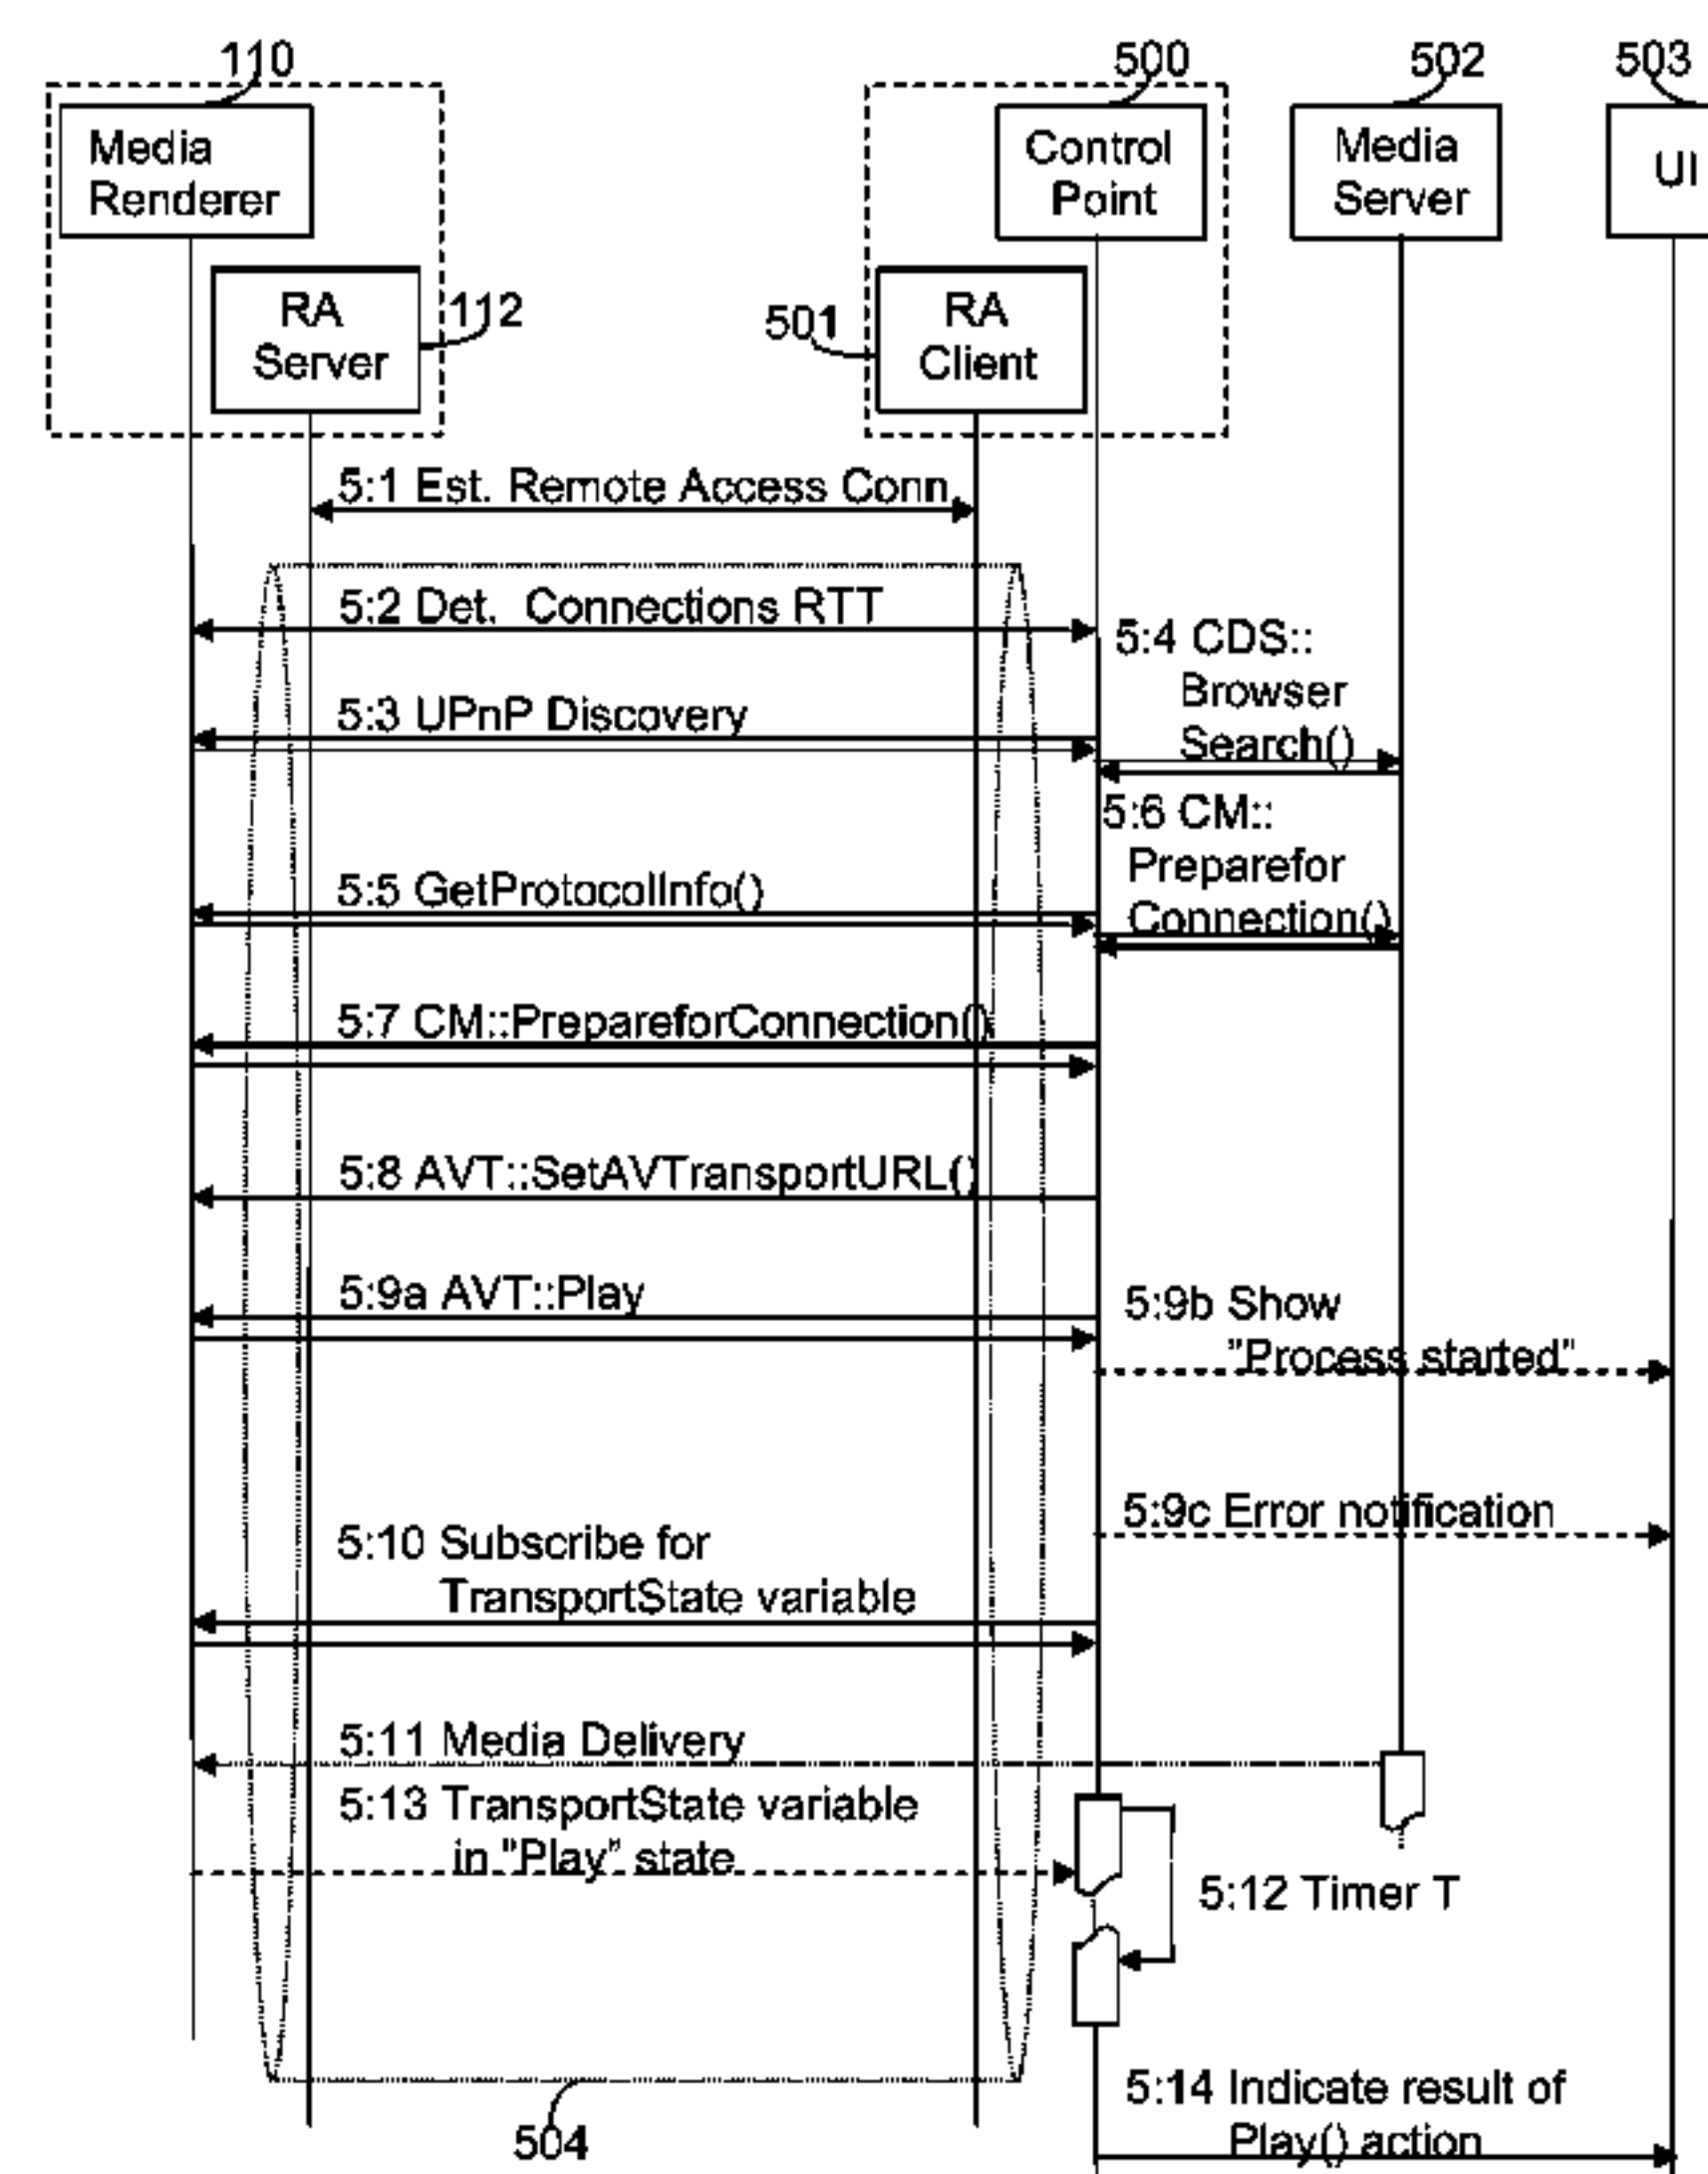 110
500
502
503
Media
Renderer
Control
Point
Media
Server
UI
RA
Server
112
501
RA
Client
5:1 Est. Remote Access Conn.
5:2 Det. Connections RTT
5:4 CDS::
Browser
Search()
5:3 UPnP Discovery
5:6 CM::
Preparefor
Connection()
5:5 GetProtocolInfo()
5:7 CM::PrepareforConnection()
5:8 AVT::SetAVTransportURL()
5:9a AVT::Play
5:9b Show
"Process started"
5:9c Error notification
5:10 Subscribe for
TransportState variable
5:11 Media Delivery
5:13 TransportState variable
in "Play" state
5:12 Timer T
5:14 Indicate result of
Play() action
504